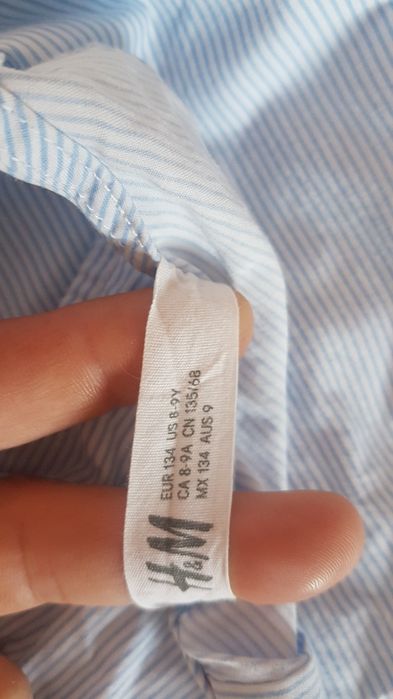 H&M
EUR 134 US 8-9Y
CA 8-9A CN 135/68
MX 134 AUS 9